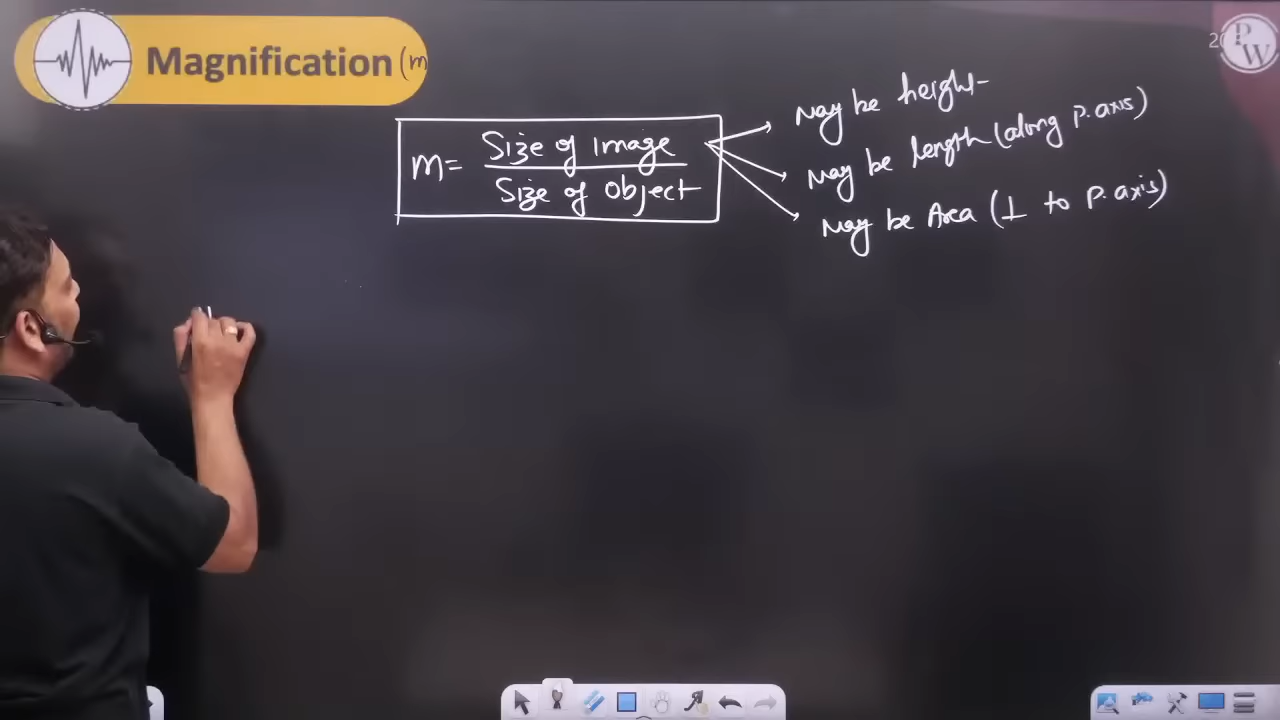 Magnification (m
PW
May be height
m = Size of Image / Size of Object
May be length (along P. axis)
May be Area (⊥ to P. axis)